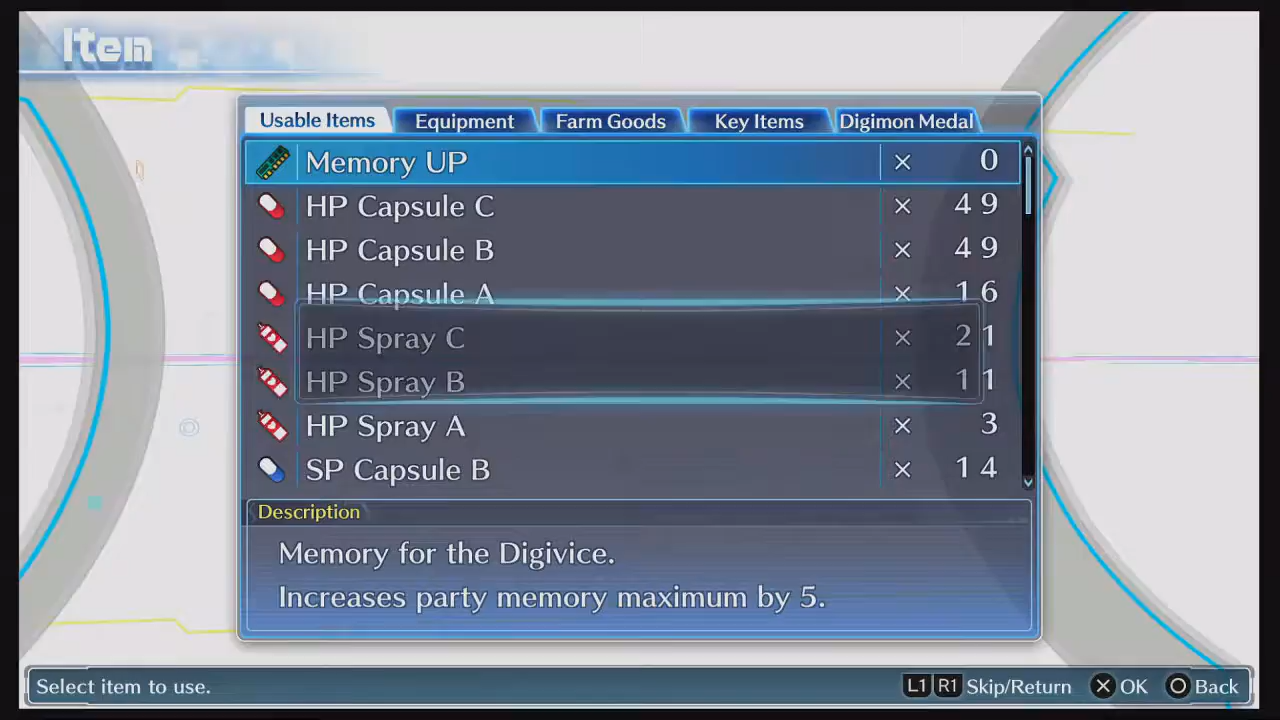 Item
Usable Items Equipment Farm Goods Key Items Digimon Medal
Memory UP × 0
HP Capsule C × 49
HP Capsule B × 49
HP Capsule A × 16
HP Spray C × 21
HP Spray B × 11
HP Spray A × 3
SP Capsule B × 14
Description
Memory for the Digivice.
Increases party memory maximum by 5.
Select item to use. L1 R1 Skip/Return OK Back